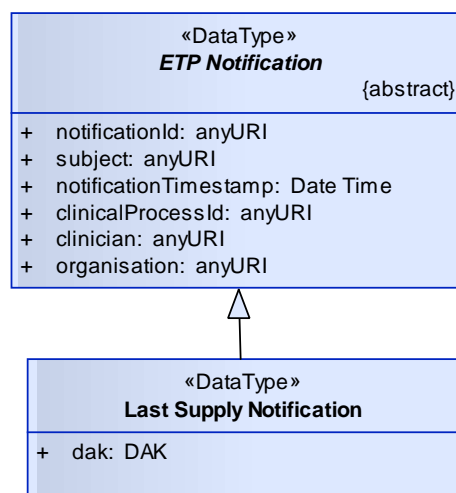 «DataType»
ETP Notification
{abstract}
+ notificationId: anyURI
+ subject: anyURI
+ notificationTimestamp: Date Time
+ clinicalProcessId: anyURI
+ clinician: anyURI
+ organisation: anyURI
«DataType»
Last Supply Notification
+ dak: DAK